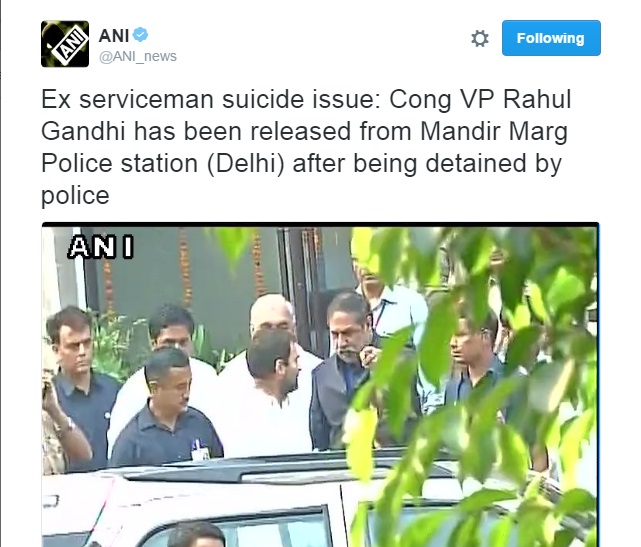 ANI
ANI
@ANI_news
Following
Ex serviceman suicide issue: Cong VP Rahul
Gandhi has been released from Mandir Marg
Police station (Delhi) after being detained by
police
ANI